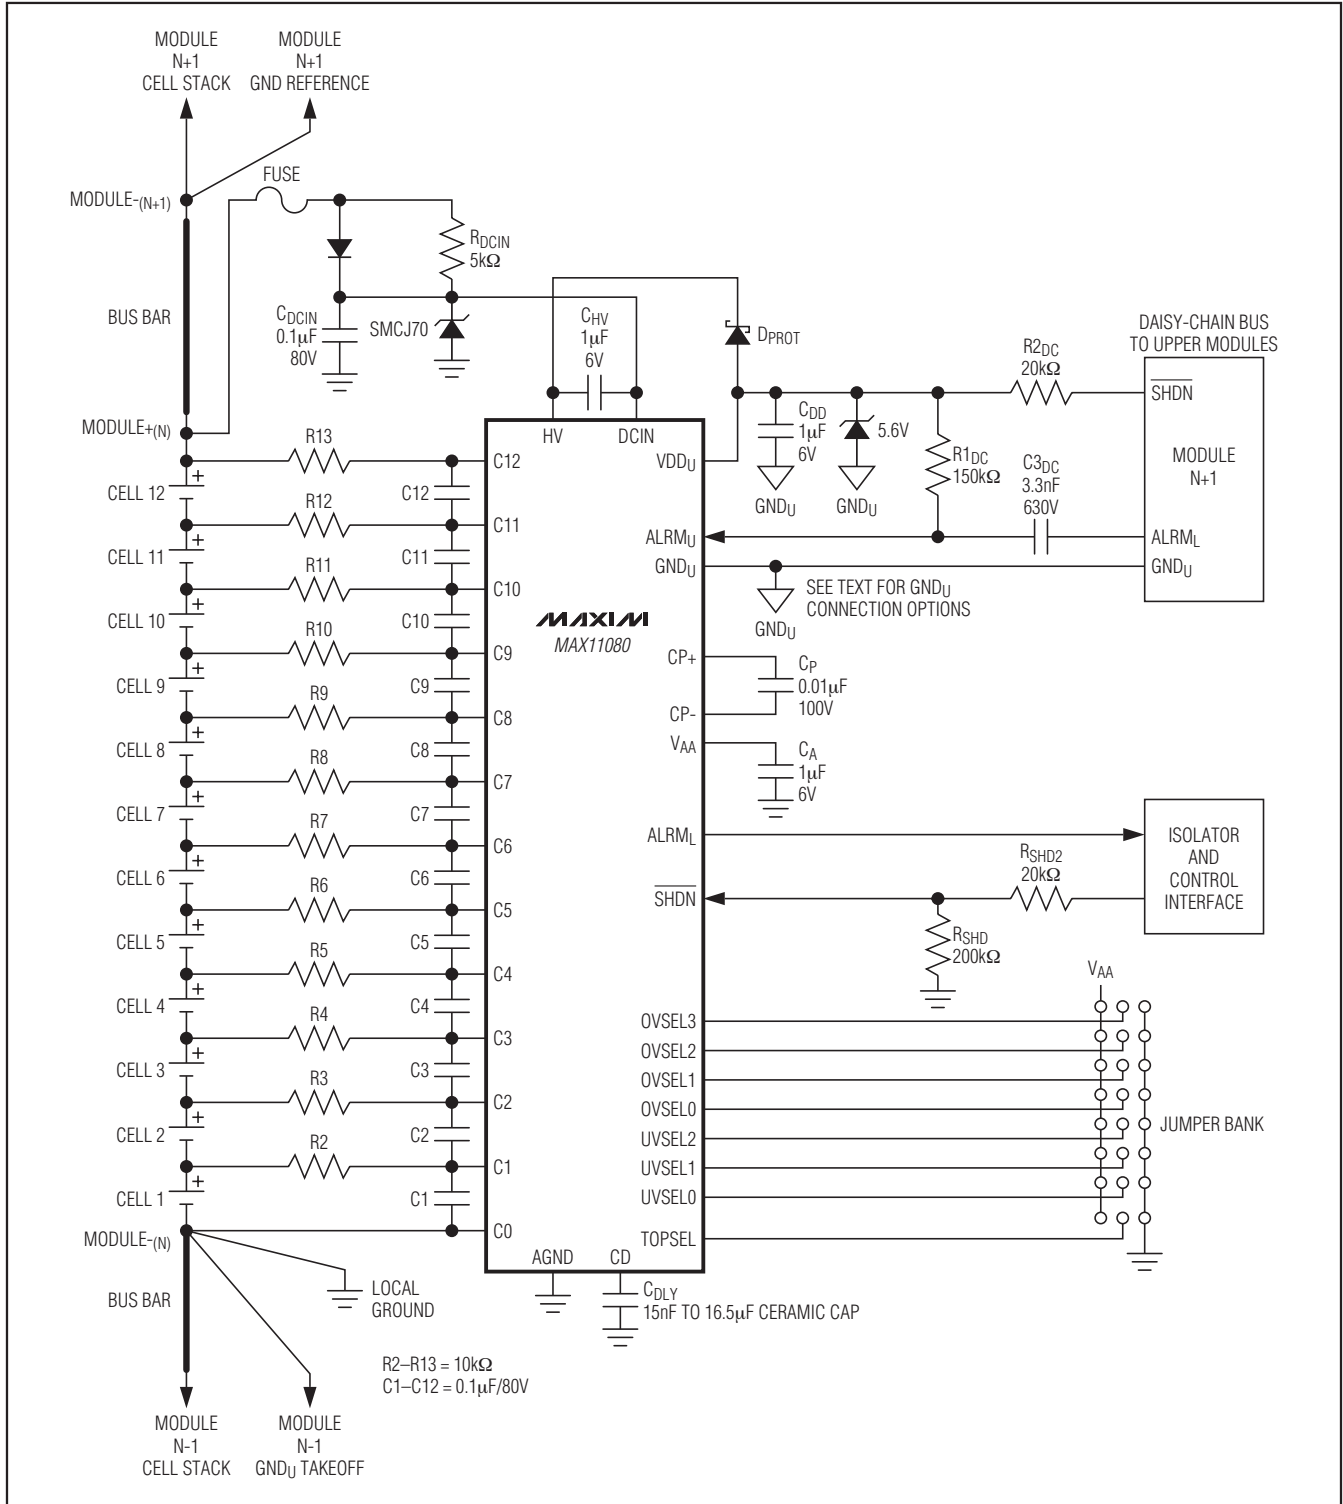 MODULE
N+1
CELL STACK
MODULE
N+1
GND REFERENCE
MODULE-(N+1)
FUSE
RDCIN
5kΩ
BUS BAR
CDCIN
0.1μF
80V
SMCJ70
CHV
1μF
6V
DPROT
DAISY-CHAIN BUS
TO UPPER MODULES
R2DC
20kΩ
SHDN
MODULE
N+1
ALRML
GNDU
CDD
1μF
6V
GNDU
5.6V
GNDU
R1DC
150kΩ
C3DC
3.3nF
630V
MODULE+(N)
HV
DCIN
VDDU
ALRMU
GNDU
SEE TEXT FOR GNDU
CONNECTION OPTIONS
GNDU
R13
C12
CELL 12
+
C12
R12
C11
CELL 11
+
C11
R11
C10
CELL 10
+
C10
R10
C9
CELL 9
+
C9
R9
C8
CELL 8
+
C8
R8
C7
CELL 7
+
C7
R7
C6
CELL 6
+
C6
R6
C5
CELL 5
+
C5
R5
C4
CELL 4
+
C4
R4
C3
CELL 3
+
C3
R3
C2
CELL 2
+
C2
R2
C1
CELL 1
+
C1
C0
MODULE-(N)
MAXIM
MAX11080
CP+
CP-
CP
0.01μF
100V
VAA
CA
1μF
6V
ALRML
SHDN
RSHD2
20kΩ
RSHD
200kΩ
ISOLATOR
AND
CONTROL
INTERFACE
VAA
OVSEL3
OVSEL2
OVSEL1
OVSEL0
UVSEL2
UVSEL1
UVSEL0
TOPSEL
JUMPER BANK
AGND
CD
CDLY
15nF TO 16.5μF CERAMIC CAP
BUS BAR
LOCAL
GROUND
R2–R13 = 10kΩ
C1–C12 = 0.1μF/80V
MODULE
N-1
CELL STACK
MODULE
N-1
GNDU TAKEOFF